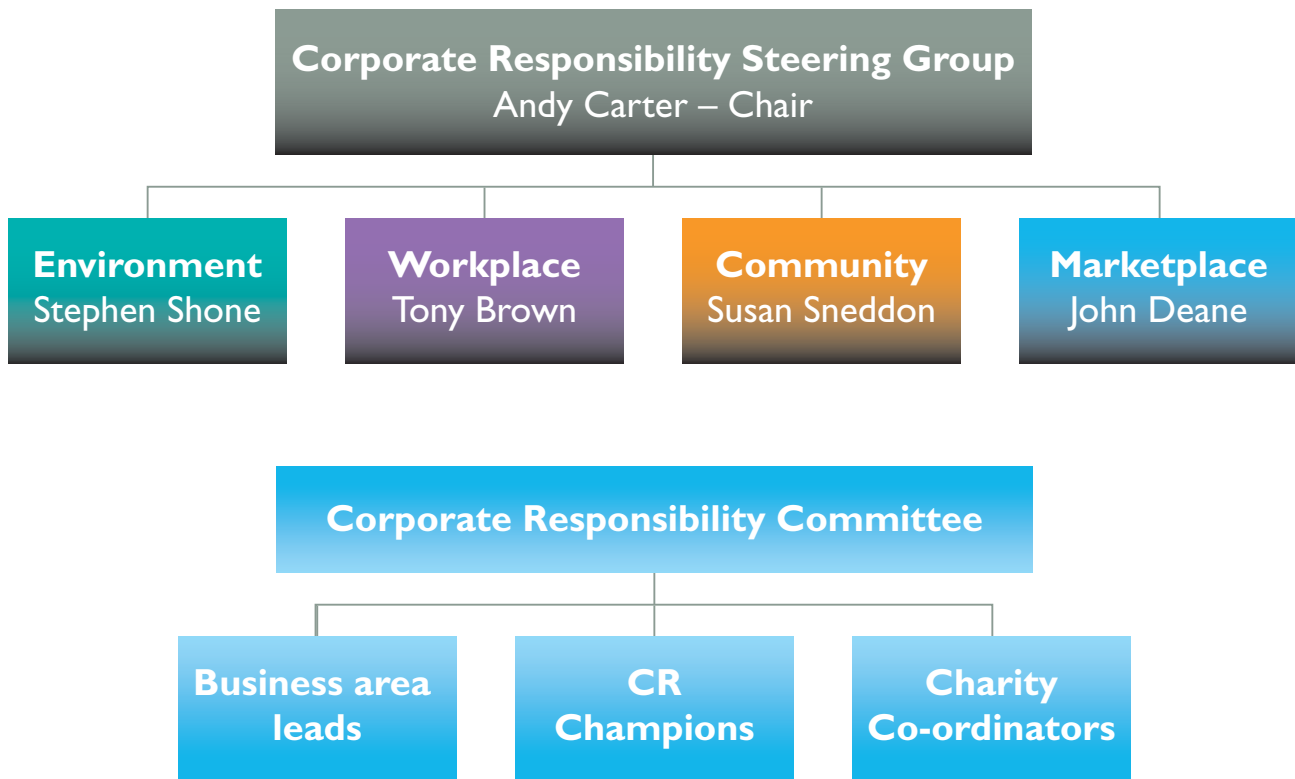 Corporate Responsibility Steering Group
Andy Carter – Chair
Environment
Stephen Shone
Workplace
Tony Brown
Community
Susan Sneddon
Marketplace
John Deane
Corporate Responsibility Committee
Business area
leads
CR
Champions
Charity
Co-ordinators